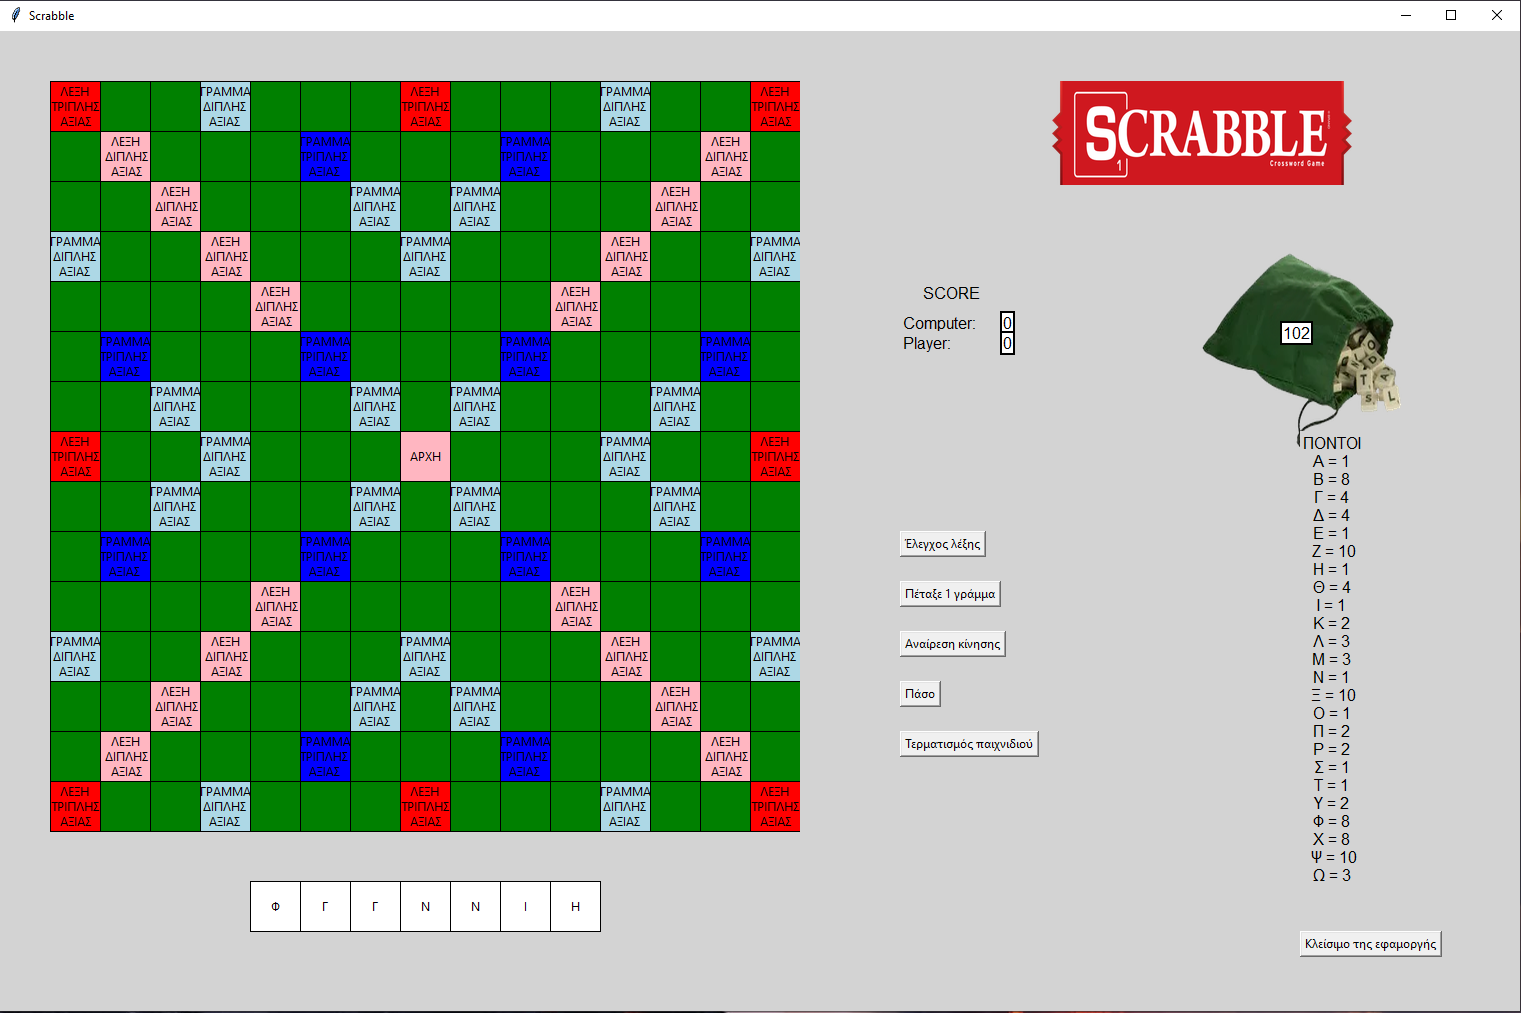 Scrabble
ΛΕΞΗ ΓΡΑΜΜΑ ΛΕΞΗ ΓΡΑΜΜΑ ΛΕΞΗ
ΤΡΙΠΛΗΣ ΔΙΠΛΗΣ ΤΡΙΠΛΗΣ ΔΙΠΛΗΣ ΤΡΙΠΛΗΣ
ΑΞΙΑΣ ΑΞΙΑΣ ΑΞΙΑΣ ΑΞΙΑΣ ΑΞΙΑΣ
ΛΕΞΗ ΓΡΑΜΜΑ ΓΡΑΜΜΑ ΛΕΞΗ
ΔΙΠΛΗΣ ΤΡΙΠΛΗΣ ΤΡΙΠΛΗΣ ΔΙΠΛΗΣ
ΑΞΙΑΣ ΑΞΙΑΣ ΑΞΙΑΣ ΑΞΙΑΣ
ΛΕΞΗ ΓΡΑΜΜΑ ΓΡΑΜΜΑ ΛΕΞΗ
ΔΙΠΛΗΣ ΔΙΠΛΗΣ ΔΙΠΛΗΣ ΔΙΠΛΗΣ
ΑΞΙΑΣ ΑΞΙΑΣ ΑΞΙΑΣ ΑΞΙΑΣ
ΓΡΑΜΜΑ ΛΕΞΗ ΓΡΑΜΜΑ ΛΕΞΗ ΓΡΑΜΜΑ
ΔΙΠΛΗΣ ΔΙΠΛΗΣ ΔΙΠΛΗΣ ΔΙΠΛΗΣ ΔΙΠΛΗΣ
ΑΞΙΑΣ ΑΞΙΑΣ ΑΞΙΑΣ ΑΞΙΑΣ ΑΞΙΑΣ
ΛΕΞΗ ΛΕΞΗ
ΔΙΠΛΗΣ ΔΙΠΛΗΣ
ΑΞΙΑΣ ΑΞΙΑΣ
ΓΡΑΜΜΑ ΓΡΑΜΜΑ ΓΡΑΜΜΑ ΓΡΑΜΜΑ
ΤΡΙΠΛΗΣ ΤΡΙΠΛΗΣ ΤΡΙΠΛΗΣ ΤΡΙΠΛΗΣ
ΑΞΙΑΣ ΑΞΙΑΣ ΑΞΙΑΣ ΑΞΙΑΣ
ΓΡΑΜΜΑ ΓΡΑΜΜΑ ΓΡΑΜΜΑ ΓΡΑΜΜΑ
ΔΙΠΛΗΣ ΔΙΠΛΗΣ ΔΙΠΛΗΣ ΔΙΠΛΗΣ
ΑΞΙΑΣ ΑΞΙΑΣ ΑΞΙΑΣ ΑΞΙΑΣ
ΛΕΞΗ ΓΡΑΜΜΑ ΓΡΑΜΜΑ ΛΕΞΗ
ΤΡΙΠΛΗΣ ΔΙΠΛΗΣ ΑΡΧΗ ΔΙΠΛΗΣ ΤΡΙΠΛΗΣ
ΑΞΙΑΣ ΑΞΙΑΣ ΑΞΙΑΣ ΑΞΙΑΣ
ΓΡΑΜΜΑ ΓΡΑΜΜΑ ΓΡΑΜΜΑ ΓΡΑΜΜΑ
ΔΙΠΛΗΣ ΔΙΠΛΗΣ ΔΙΠΛΗΣ ΔΙΠΛΗΣ
ΑΞΙΑΣ ΑΞΙΑΣ ΑΞΙΑΣ ΑΞΙΑΣ
ΓΡΑΜΜΑ ΓΡΑΜΜΑ ΓΡΑΜΜΑ ΓΡΑΜΜΑ
ΤΡΙΠΛΗΣ ΤΡΙΠΛΗΣ ΤΡΙΠΛΗΣ ΤΡΙΠΛΗΣ
ΑΞΙΑΣ ΑΞΙΑΣ ΑΞΙΑΣ ΑΞΙΑΣ
ΛΕΞΗ ΛΕΞΗ
ΔΙΠΛΗΣ ΔΙΠΛΗΣ
ΑΞΙΑΣ ΑΞΙΑΣ
ΓΡΑΜΜΑ ΛΕΞΗ ΓΡΑΜΜΑ ΛΕΞΗ ΓΡΑΜΜΑ
ΔΙΠΛΗΣ ΔΙΠΛΗΣ ΔΙΠΛΗΣ ΔΙΠΛΗΣ ΔΙΠΛΗΣ
ΑΞΙΑΣ ΑΞΙΑΣ ΑΞΙΑΣ ΑΞΙΑΣ ΑΞΙΑΣ
ΛΕΞΗ ΓΡΑΜΜΑ ΓΡΑΜΜΑ ΛΕΞΗ
ΔΙΠΛΗΣ ΔΙΠΛΗΣ ΔΙΠΛΗΣ ΔΙΠΛΗΣ
ΑΞΙΑΣ ΑΞΙΑΣ ΑΞΙΑΣ ΑΞΙΑΣ
ΛΕΞΗ ΓΡΑΜΜΑ ΓΡΑΜΜΑ ΛΕΞΗ
ΔΙΠΛΗΣ ΤΡΙΠΛΗΣ ΤΡΙΠΛΗΣ ΔΙΠΛΗΣ
ΑΞΙΑΣ ΑΞΙΑΣ ΑΞΙΑΣ ΑΞΙΑΣ
ΛΕΞΗ ΓΡΑΜΜΑ ΛΕΞΗ ΓΡΑΜΜΑ ΛΕΞΗ
ΤΡΙΠΛΗΣ ΔΙΠΛΗΣ ΤΡΙΠΛΗΣ ΔΙΠΛΗΣ ΤΡΙΠΛΗΣ
ΑΞΙΑΣ ΑΞΙΑΣ ΑΞΙΑΣ ΑΞΙΑΣ ΑΞΙΑΣ
Φ Γ Γ Ν Ν Ι Η
SCRABBLE
1
Crossword Game
SCORE
Computer: 0
Player: 0
102
Έλεγχος λέξης
Πέταξε 1 γράμμα
Αναίρεση κίνησης
Πάσο
Τερματισμός παιχνιδιού
ΠΟΝΤΟΙ
Α = 1
Β = 8
Γ = 4
Δ = 4
Ε = 1
Ζ = 10
Η = 1
Θ = 4
Ι = 1
Κ = 2
Λ = 3
Μ = 3
Ν = 1
Ξ = 10
Ο = 1
Π = 2
Ρ = 2
Σ = 1
Τ = 1
Υ = 2
Φ = 8
Χ = 8
Ψ = 10
Ω = 3
Κλείσιμο της εφαμοργής